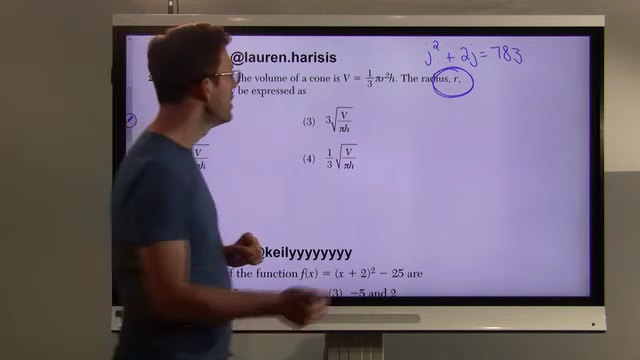 j² + 2j = 783
@lauren.harisis
the volume of a cone is V = 1/3 πr²h. The radius, r,
be expressed as
(3) 3√(V/πh)
(4) 1/3 √(V/πh)
keilyyyyyyyy
f the function f(x) = (x + 2)² − 25 are
(3) −5 and 2